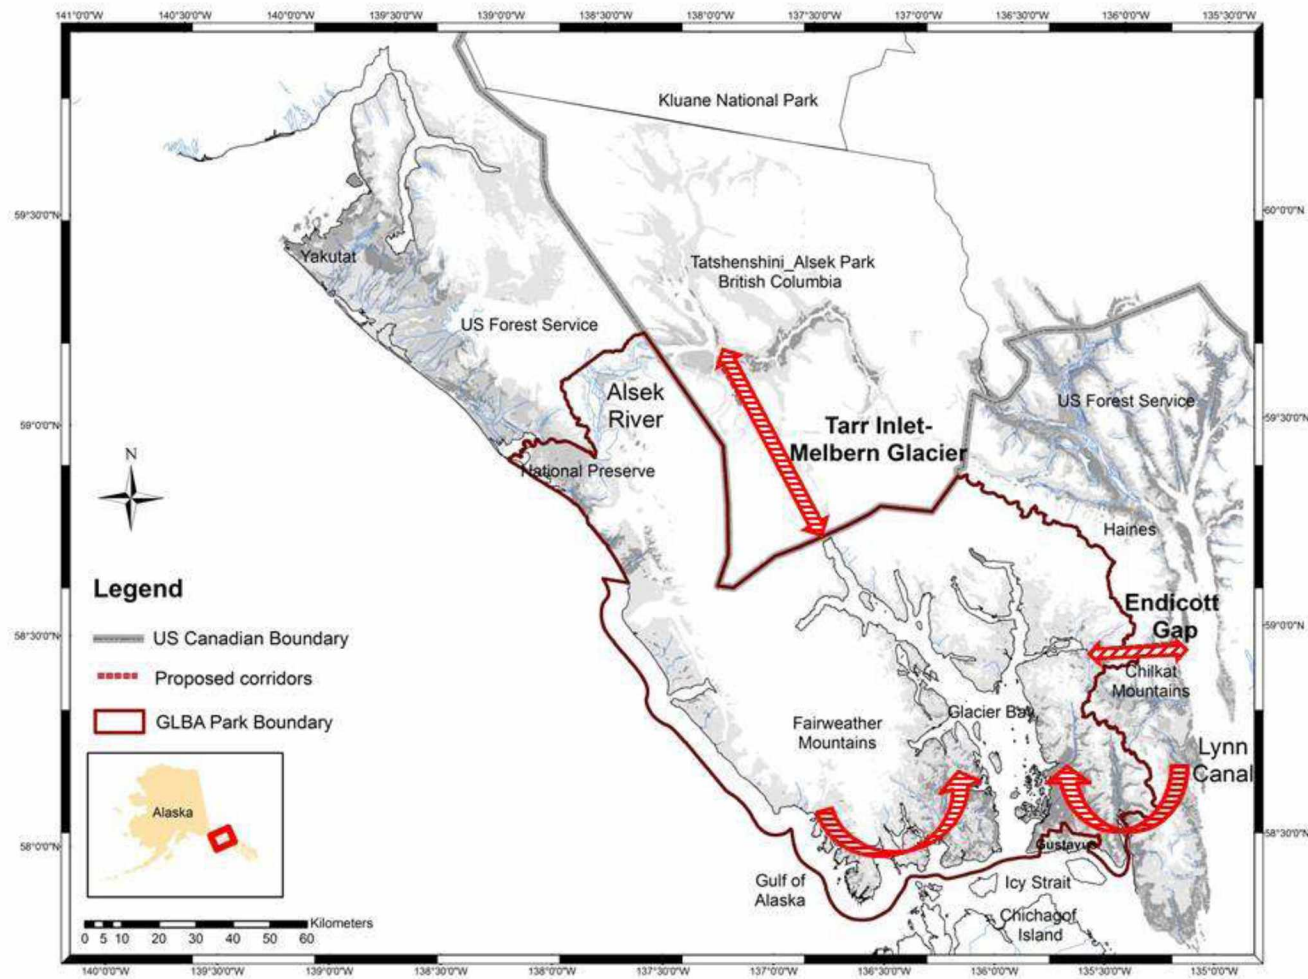 141°0'0"W 140°30'0"W 140°0'0"W 139°30'0"W 139°0'0"W 138°30'0"W 138°0'0"W 137°30'0"W 137°0'0"W 136°30'0"W 136°0'0"W 135°30'0"W
Kluane National Park
59°30'0"N
60°0'0"N
Yakutat
Tatshenshini_Alsek Park
British Columbia
US Forest Service
Alsek
River
US Forest Service
59°0'0"N
59°30'0"N
Tarr Inlet-
Melbern Glacier
N
National Preserve
Haines
Legend
Endicott
Gap
58°30'0"N
59°0'0"N
US Canadian Boundary
Proposed corridors
Chilkat
Mountains
GLBA Park Boundary
Fairweather
Mountains
Glacier Bay
Lynn
Canal
Alaska
58°0'0"N
58°30'0"N
Gustavus
Gulf of
Alaska
Icy Strait
Chichagof
Island
Kilometers
0 5 10 20 30 40 50 60
140°0'0"W 139°30'0"W 139°0'0"W 138°30'0"W 138°0'0"W 137°30'0"W 137°0'0"W 136°30'0"W 136°0'0"W 135°30'0"W 135°0'0"W